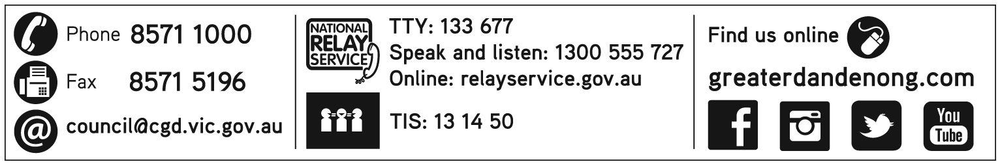 Phone 8571 1000
Fax 8571 5196
@ council@cgd.vic.gov.au
NATIONAL
RELAY
SERVICE
TTY: 133 677
Speak and listen: 1300 555 727
Online: relayservice.gov.au
TIS: 13 14 50
Find us online
greaterdandenong.com
f
You
Tube